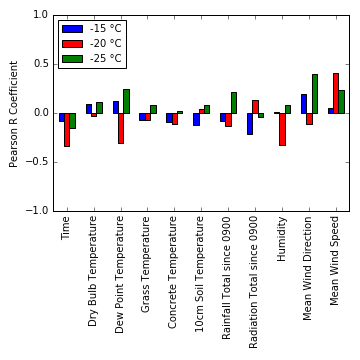 1.0
0.5
0.0
−0.5
−1.0
Pearson R Coefficient
-15 °C
-20 °C
-25 °C
Time
Dry Bulb Temperature
Dew Point Temperature
Grass Temperature
Concrete Temperature
10cm Soil Temperature
Rainfall Total since 0900
Radiation Total since 0900
Humidity
Mean Wind Direction
Mean Wind Speed